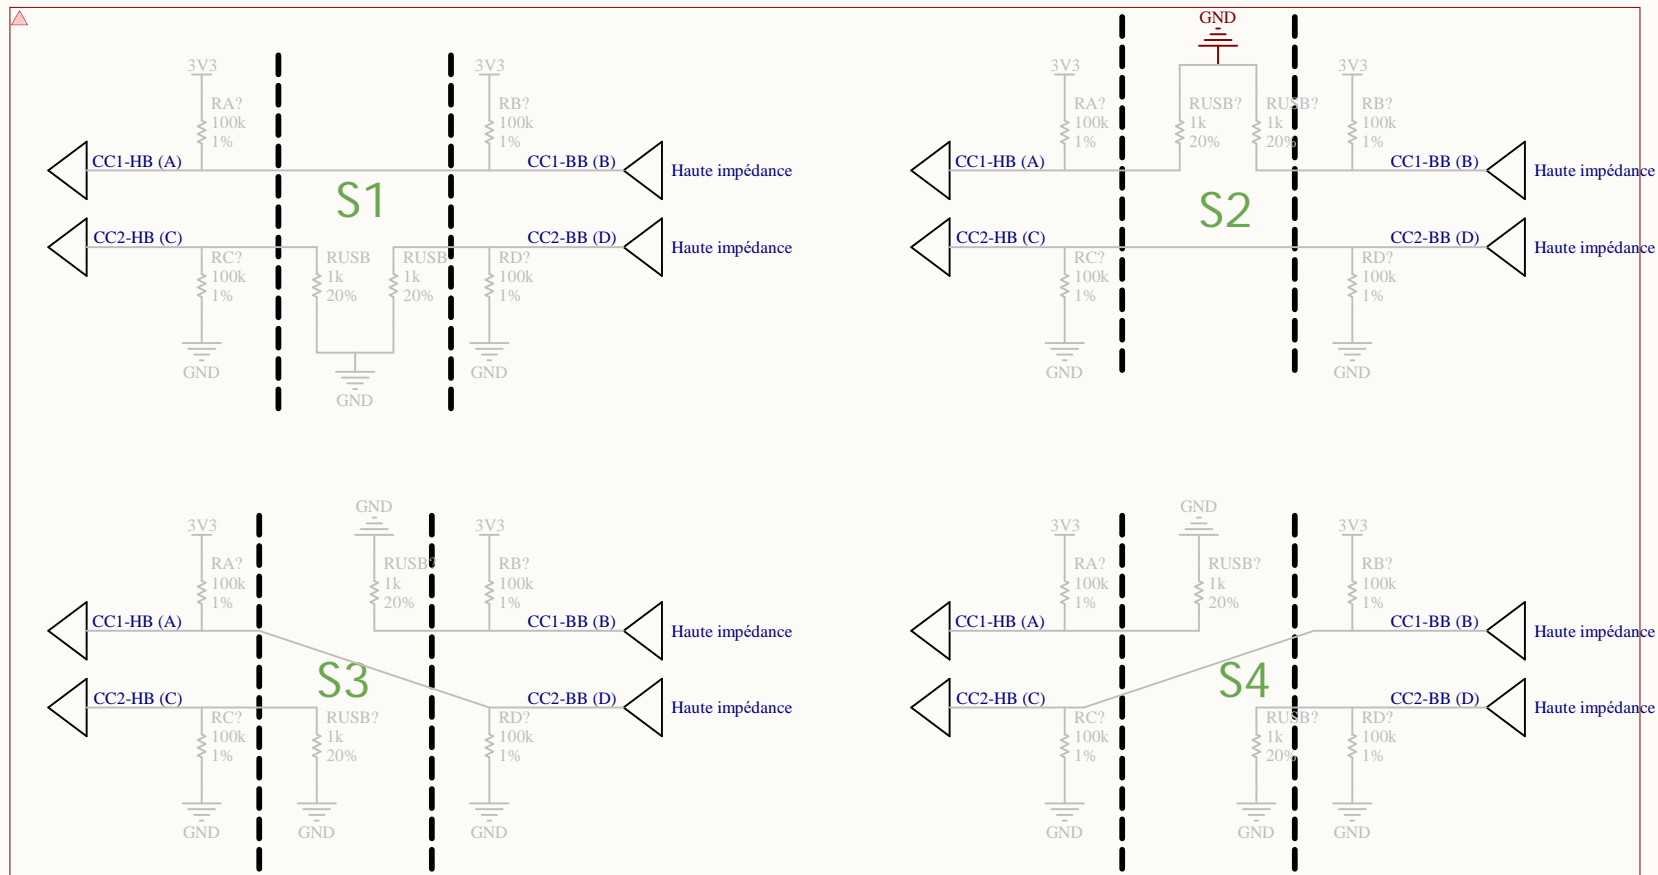 GND
3V3
3V3
3V3
3V3
RA?
100k
1%
RB?
100k
1%
RA?
100k
1%
RUSB?
1k
20%
RUSB?
1k
20%
RB?
100k
1%
CC1-HB (A)
CC1-BB (B)
Haute impédance
CC1-HB (A)
CC1-BB (B)
Haute impédance
S1
S2
CC2-HB (C)
CC2-BB (D)
Haute impédance
CC2-HB (C)
CC2-BB (D)
Haute impédance
RC?
100k
1%
RUSB
1k
20%
RUSB
1k
20%
RD?
100k
1%
RC?
100k
1%
RD?
100k
1%
GND
GND
GND
GND
GND
GND
GND
3V3
3V3
3V3
3V3
RA?
100k
1%
RUSB?
1k
20%
RB?
100k
1%
RA?
100k
1%
RUSB?
1k
20%
RB?
100k
1%
CC1-HB (A)
CC1-BB (B)
Haute impédance
CC1-HB (A)
CC1-BB (B)
Haute impédance
S3
S4
CC2-HB (C)
CC2-BB (D)
Haute impédance
CC2-HB (C)
CC2-BB (D)
Haute impédance
RC?
100k
1%
RUSB?
1k
20%
RD?
100k
1%
RC?
100k
1%
RUSB?
1k
20%
RD?
100k
1%
GND
GND
GND
GND
GND
GND